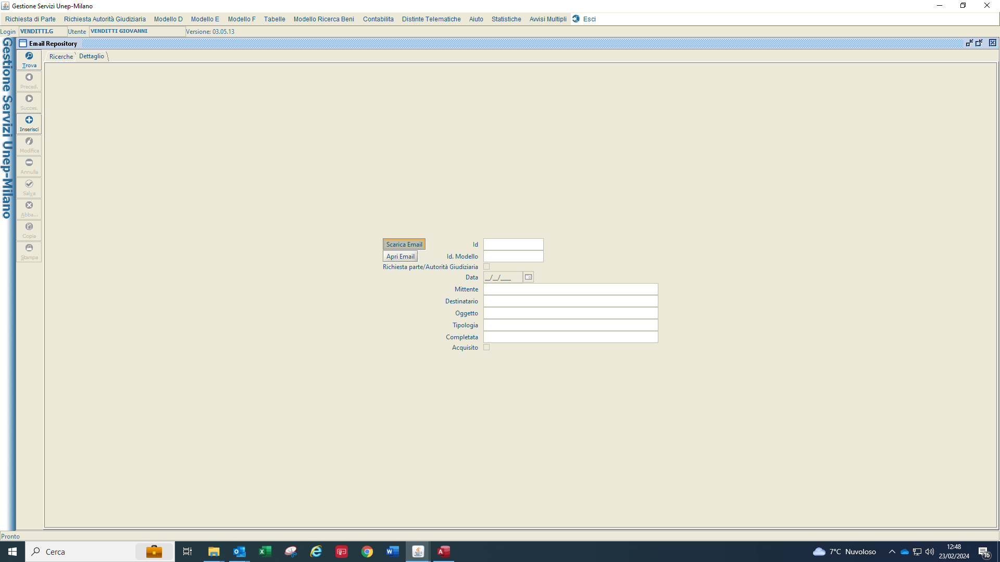 Gestione Servizi Unep-Milano
Richiesta di Parte Richiesta Autorità Giudiziaria Modello D Modello E Modello F Tabelle Modello Ricerca Beni Contabilita Distinte Telematiche Aiuto Statistiche Avvisi Multipli Esci
Login VENDITTI.G Utente VENDITTI GIOVANNI Versione: 03.05.13
Gestione Servizi Unep-Milano
Email Repository
Ricerche Dettaglio
Trova
Preced.
Succes.
Inserisci
Modifica
Annulla
Salva
Abba...
Copia
Stampa
Scarica Email Id
Apri Email Id. Modello
Richiesta parte/Autorità Giudiziaria
Data __/__/____
Mittente
Destinatario
Oggetto
Tipologia
Completata
Acquisito
Pronto
Cerca
7°C Nuvoloso
12:48
23/02/2024
16